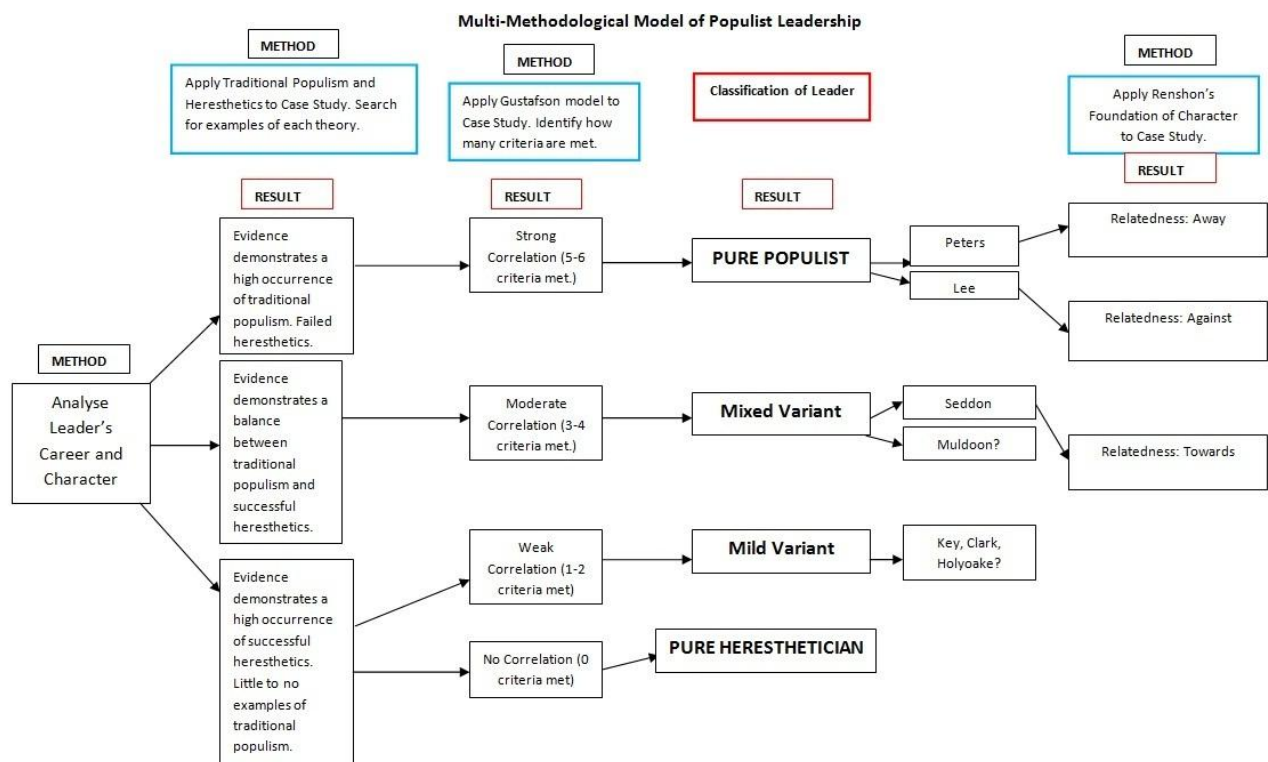 Multi-Methodological Model of Populist Leadership
METHOD
Apply Traditional Populism and
Heresthetics to Case Study. Search
for examples of each theory.
METHOD
Apply Gustafson model to
Case Study. Identify how
many criteria are met.
Classification of Leader
METHOD
Apply Renshon's
Foundation of Character
to Case Study.
RESULT
RESULT
RESULT
RESULT
METHOD
Analyse
Leader's
Career and
Character
Evidence
demonstrates a
high occurrence
of traditional
populism. Failed
heresthetics.
Strong
Correlation (5-6
criteria met.)
PURE POPULIST
Peters
Lee
Relatedness: Away
Relatedness: Against
Evidence
demonstrates a
balance
between
traditional
populism and
successful
heresthetics.
Moderate
Correlation (3-4
criteria met.)
Mixed Variant
Seddon
Muldoon?
Relatedness: Towards
Evidence
demonstrates a
high occurrence
of successful
heresthetics.
Little to no
examples of
traditional
populism.
Weak
Correlation (1-2
criteria met)
Mild Variant
Key, Clark,
Holyoake?
No Correlation (0
criteria met)
PURE HERESTHETICIAN